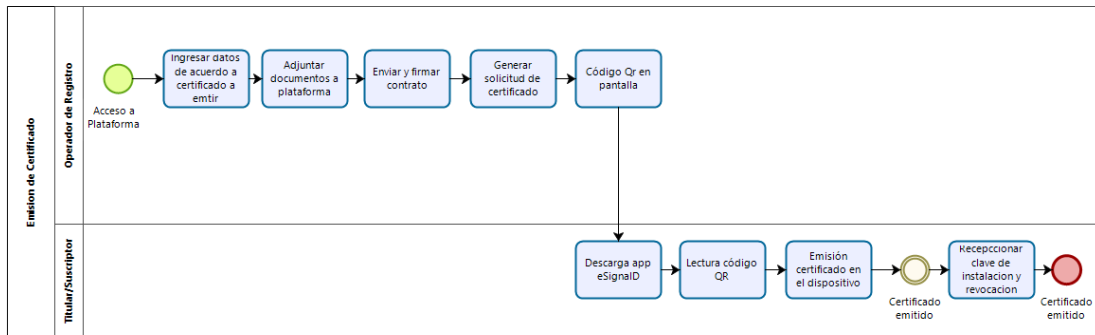 Emision de Certificado
Operador de Registro
Acceso a
Plataforma
Ingresar datos
de acuerdo a
certificado a
emtir
Adjuntar
documentos a
plataforma
Enviar y firmar
contrato
Generar
solicitud de
certificado
Código Qr en
pantalla
Titular/Suscriptor
Descarga app
eSignaID
Lectura código
QR
Emisión
certificado en
el dispositivo
Certificado
emitido
Recepccionar
clave de
instalacion y
revocacion
Certificado
emitido